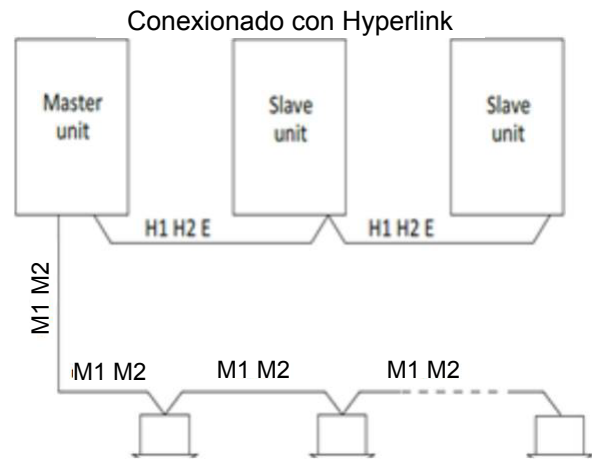 Conexionado con Hyperlink
Master
unit
Slave
unit
Slave
unit
H1 H2 E
H1 H2 E
M1 M2
M1 M2
M1 M2
M1 M2